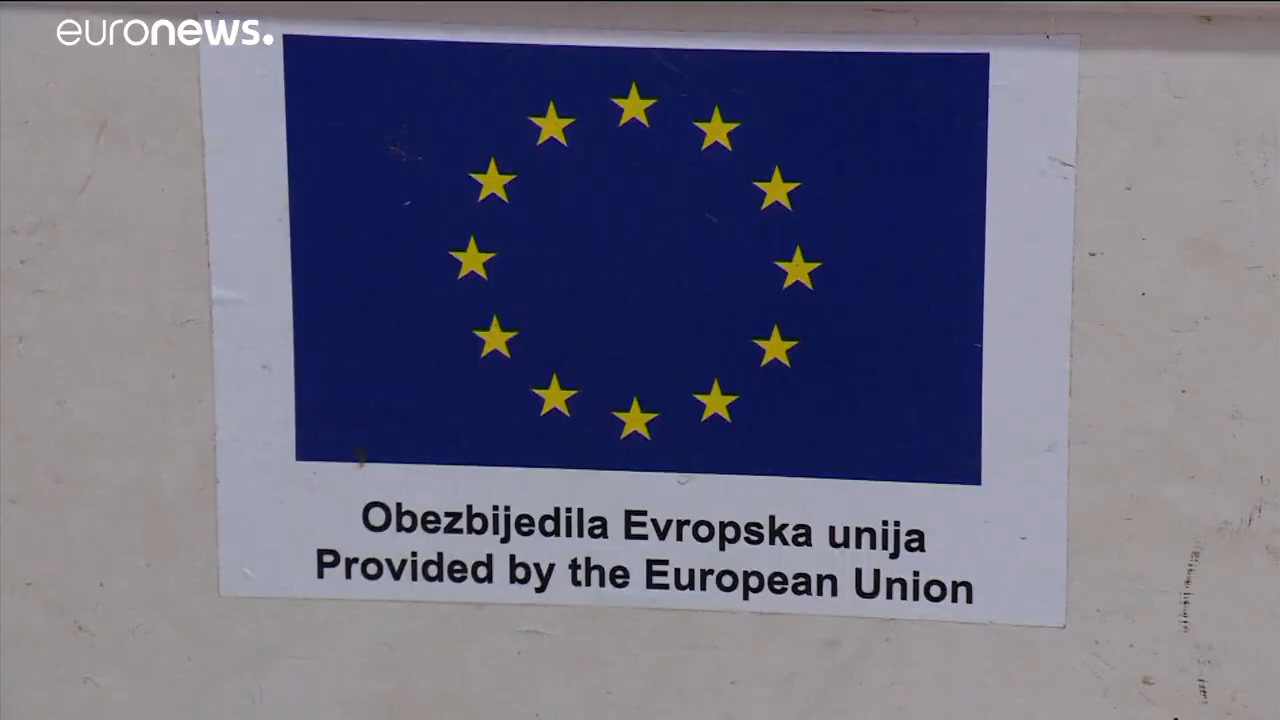 euronews.
Obezbijedila Evropska unija
Provided by the European Union